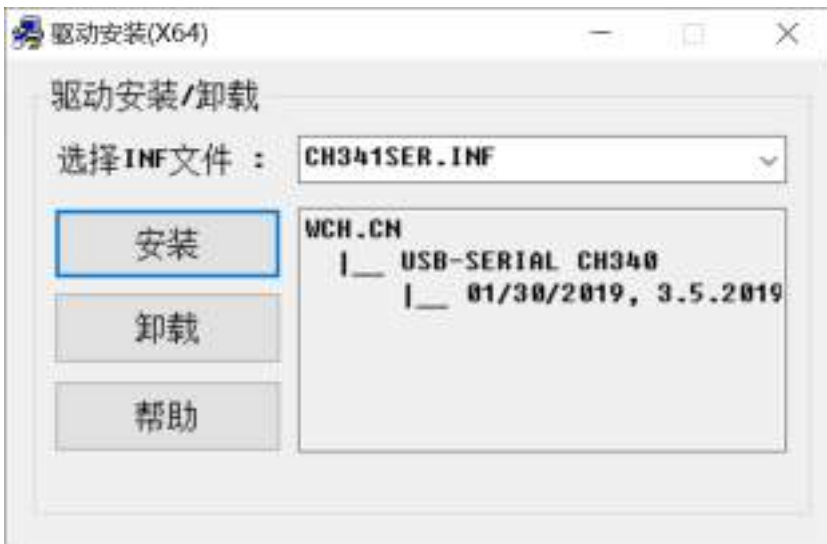 驱动安装(X64)
驱动安装/卸载
选择INF文件 : CH341SER.INF
安装
卸载
帮助
WCH.CN
|__ USB-SERIAL CH340
|__ 01/30/2019, 3.5.2019